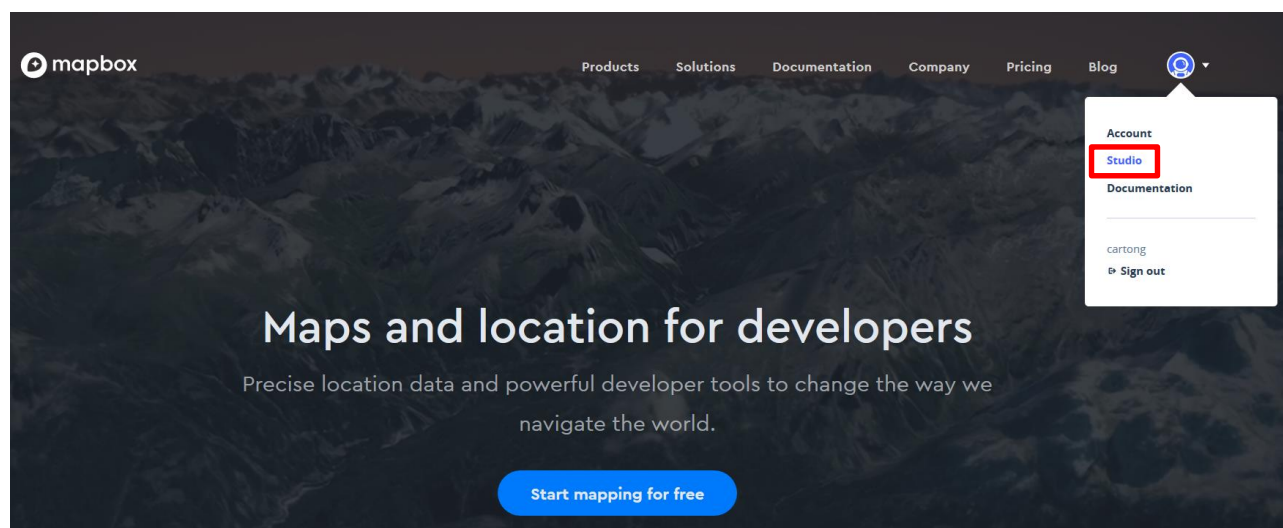 mapbox
Products Solutions Documentation Company Pricing Blog
Account
Studio
Documentation
cartong
Sign out
Maps and location for developers
Precise location data and powerful developer tools to change the way we
navigate the world.
Start mapping for free